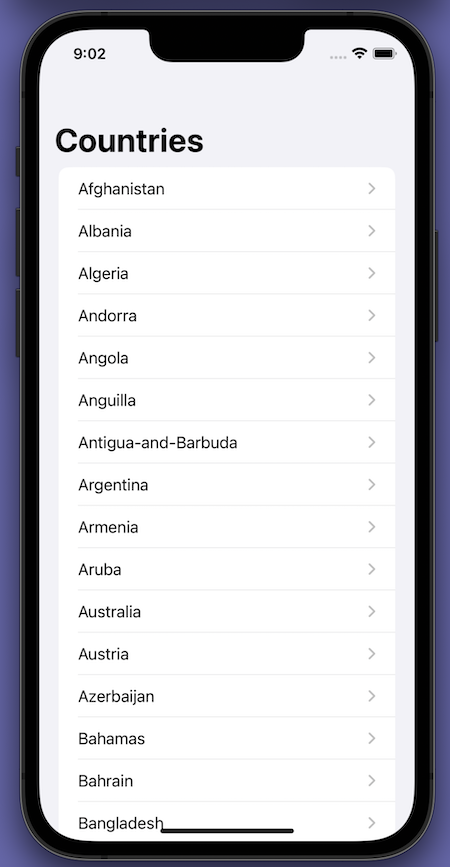 9:02
Countries
Afghanistan
Albania
Algeria
Andorra
Angola
Anguilla
Antigua-and-Barbuda
Argentina
Armenia
Aruba
Australia
Austria
Azerbaijan
Bahamas
Bahrain
Bangladesh